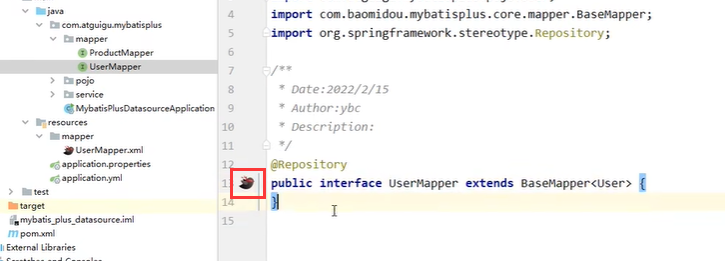 java
com.atguigu.mybatisplus
mapper
ProductMapper
UserMapper
pojo
service
MybatisPlusDatasourceApplication
resources
mapper
UserMapper.xml
application.properties
application.yml
test
target
mybatis_plus_datasource.iml
pom.xml
External Libraries
Scratches and Consoles
4 import com.baomidou.mybatisplus.core.mapper.BaseMapper;
5 import org.springframework.stereotype.Repository;
6
7 /**
8 * Date:2022/2/15
9 * Author:ybc
10 * Description:
11 */
12 @Repository
13 public interface UserMapper extends BaseMapper<User> {
14 }
15